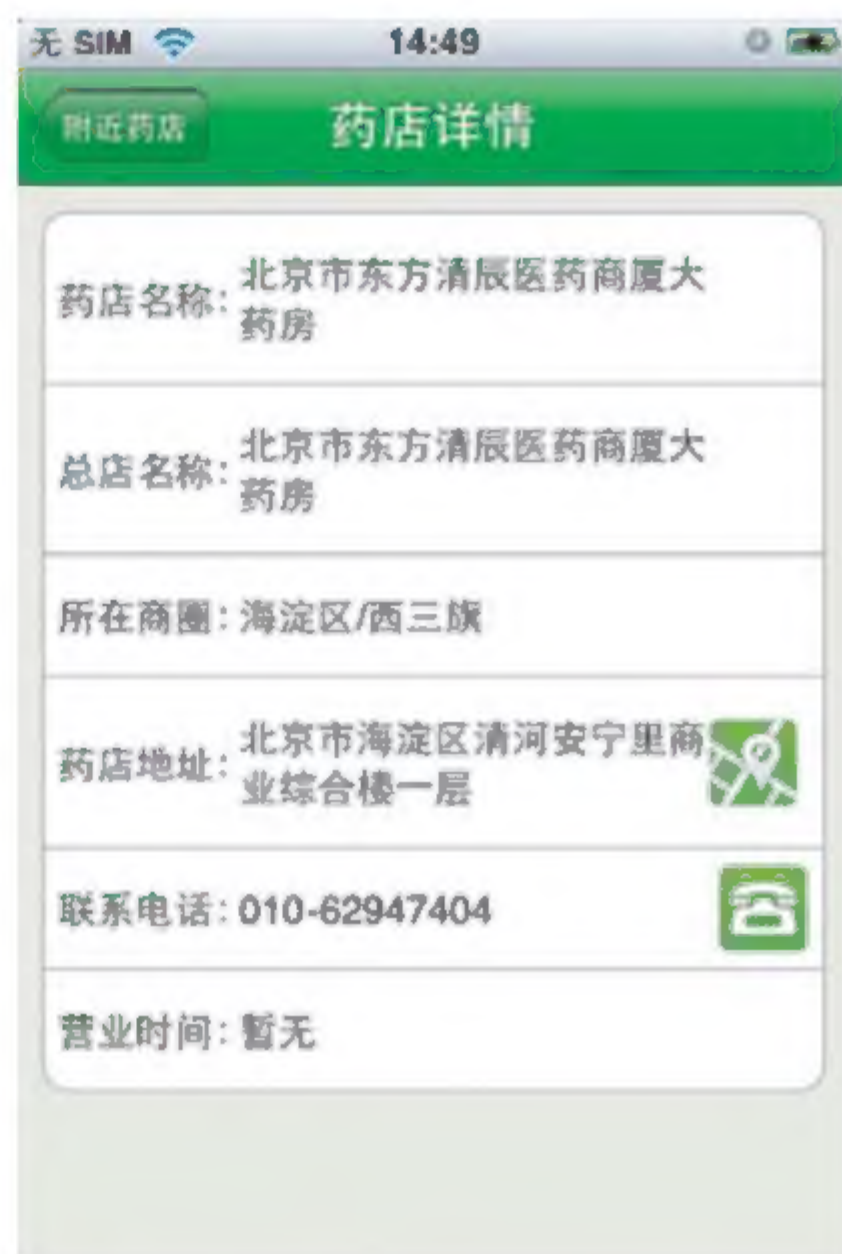 无 SIM 14:49
附近药店 药店详情
药店名称: 北京市东方清辰医药商厦大
药房
总店名称: 北京市东方清辰医药商厦大
药房
所在商圈: 海淀区/西三旗
药店地址: 北京市海淀区清河安宁里商
业综合楼一层
联系电话: 010-62947404
营业时间: 暂无